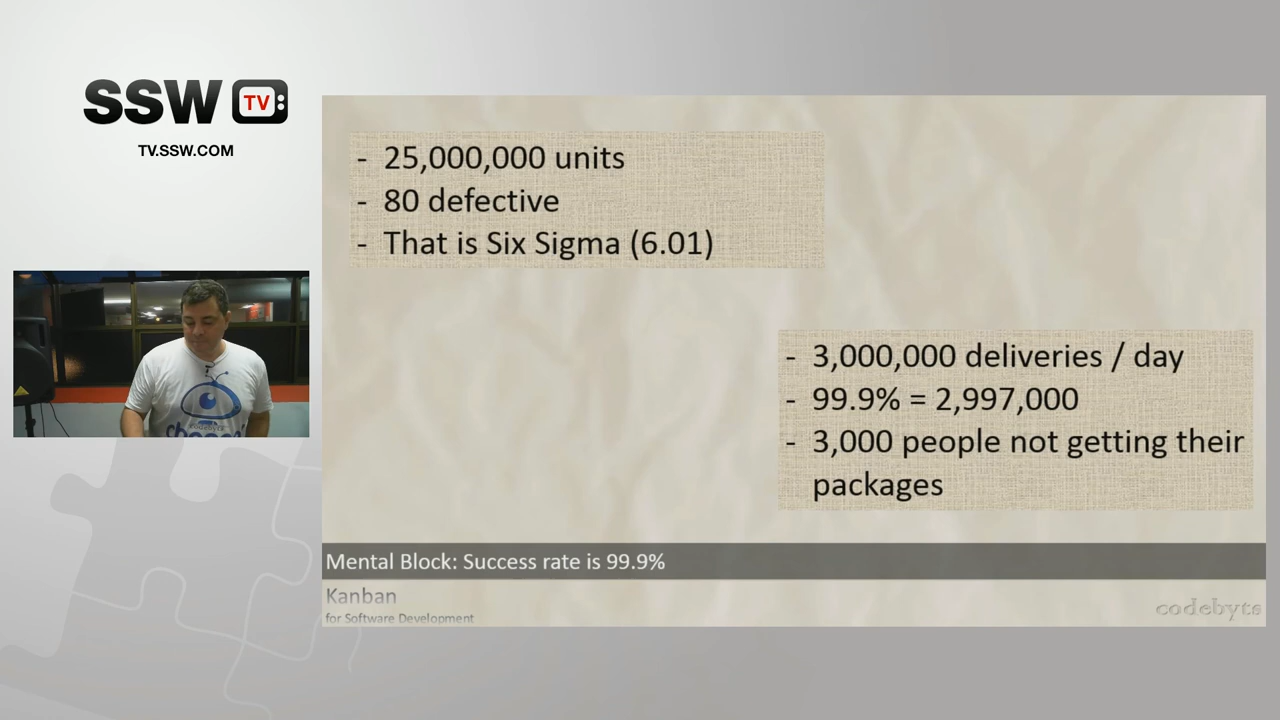 SSW TV:
TV.SSW.COM
- 25,000,000 units
- 80 defective
- That is Six Sigma (6.01)
- 3,000,000 deliveries / day
- 99.9% = 2,997,000
- 3,000 people not getting their
packages
codebyts
Mental Block: Success rate is 99.9%
Kanban
for Software Development
codebyts